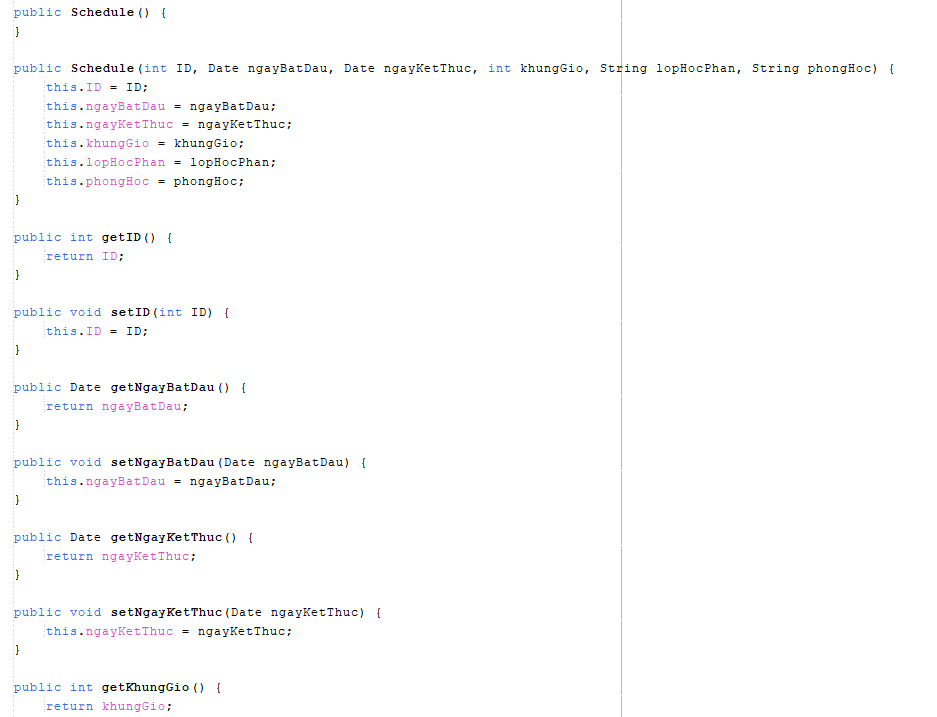 public Schedule() {
}
public Schedule(int ID, Date ngayBatDau, Date ngayKetThuc, int khungGio, String lopHocPhan, String phongHoc) {
    this.ID = ID;
    this.ngayBatDau = ngayBatDau;
    this.ngayKetThuc = ngayKetThuc;
    this.khungGio = khungGio;
    this.lopHocPhan = lopHocPhan;
    this.phongHoc = phongHoc;
}
public int getID() {
    return ID;
}
public void setID(int ID) {
    this.ID = ID;
}
public Date getNgayBatDau() {
    return ngayBatDau;
}
public void setNgayBatDau(Date ngayBatDau) {
    this.ngayBatDau = ngayBatDau;
}
public Date getNgayKetThuc() {
    return ngayKetThuc;
}
public void setNgayKetThuc(Date ngayKetThuc) {
    this.ngayKetThuc = ngayKetThuc;
}
public int getKhungGio() {
    return khungGio;